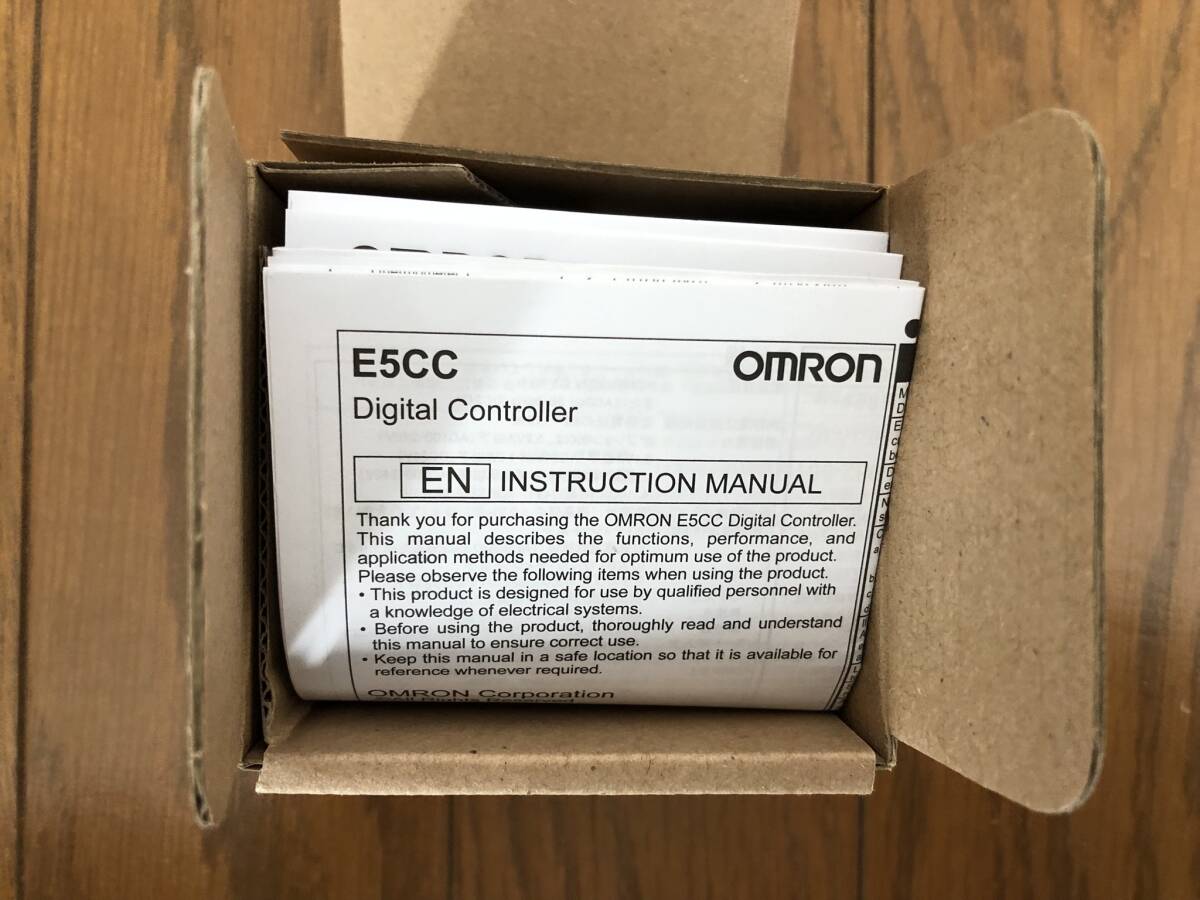 E5CC OMRON
Digital Controller
EN INSTRUCTION MANUAL
Thank you for purchasing the OMRON E5CC Digital Controller.
This manual describes the functions, performance, and
application methods needed for optimum use of the product.
Please observe the following items when using the product.
• This product is designed for use by qualified personnel with
a knowledge of electrical systems.
• Before using the product, thoroughly read and understand
this manual to ensure correct use.
• Keep this manual in a safe location so that it is available for
reference whenever required.
OMRON Corporation
All Rights Reserved